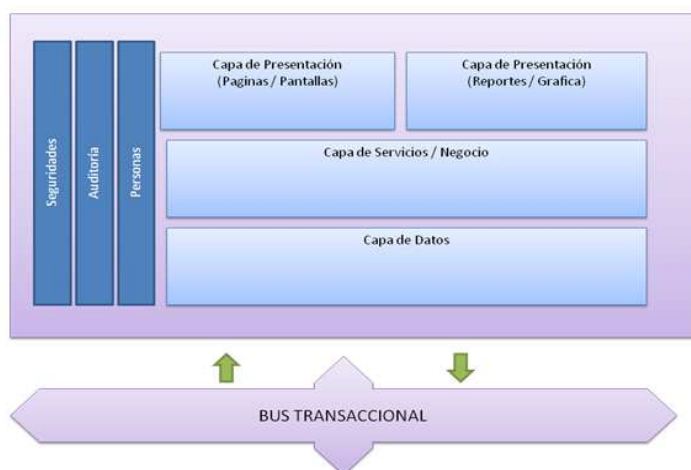 Seguridades
Auditoria
Personas
Capa de Presentación
(Paginas / Pantallas)
Capa de Presentación
(Reportes / Grafica)
Capa de Servicios / Negocio
Capa de Datos
BUS TRANSACCIONAL